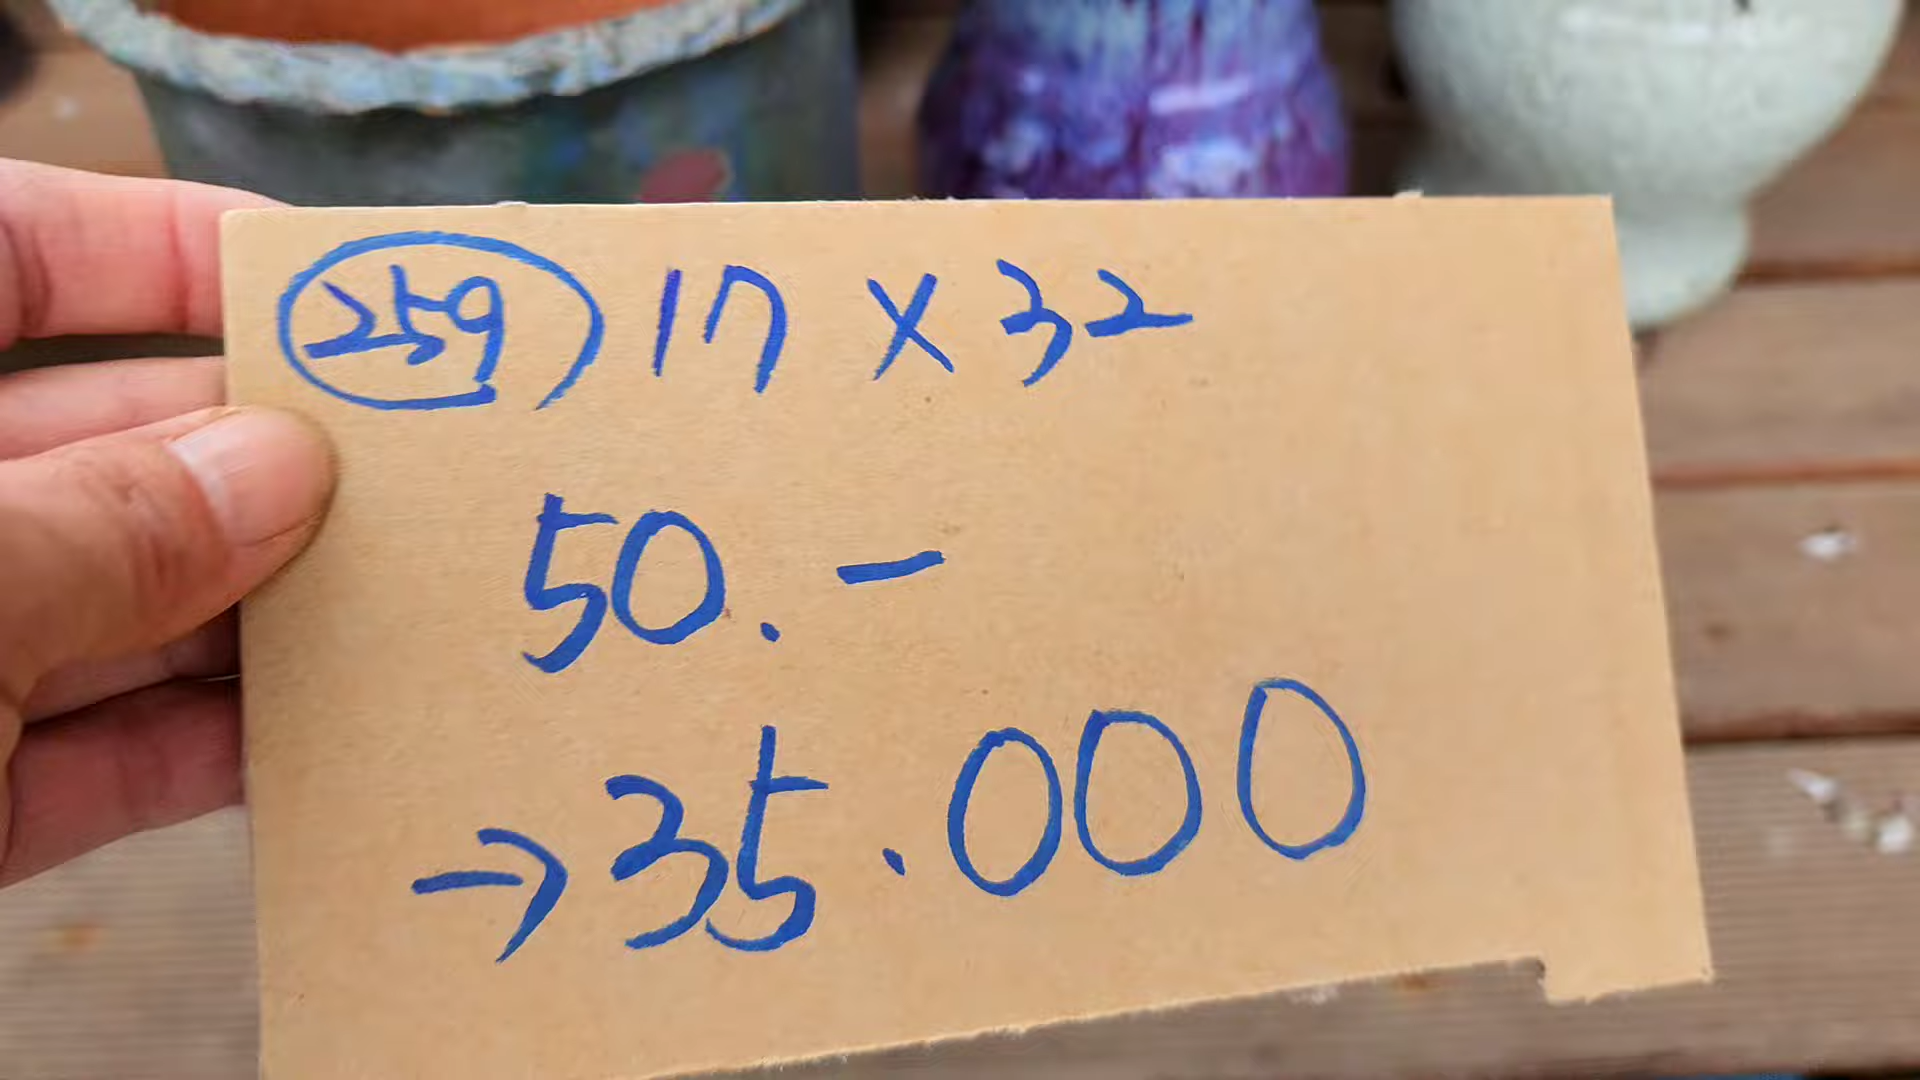 259 17 x 32
50.-
→ 35.000